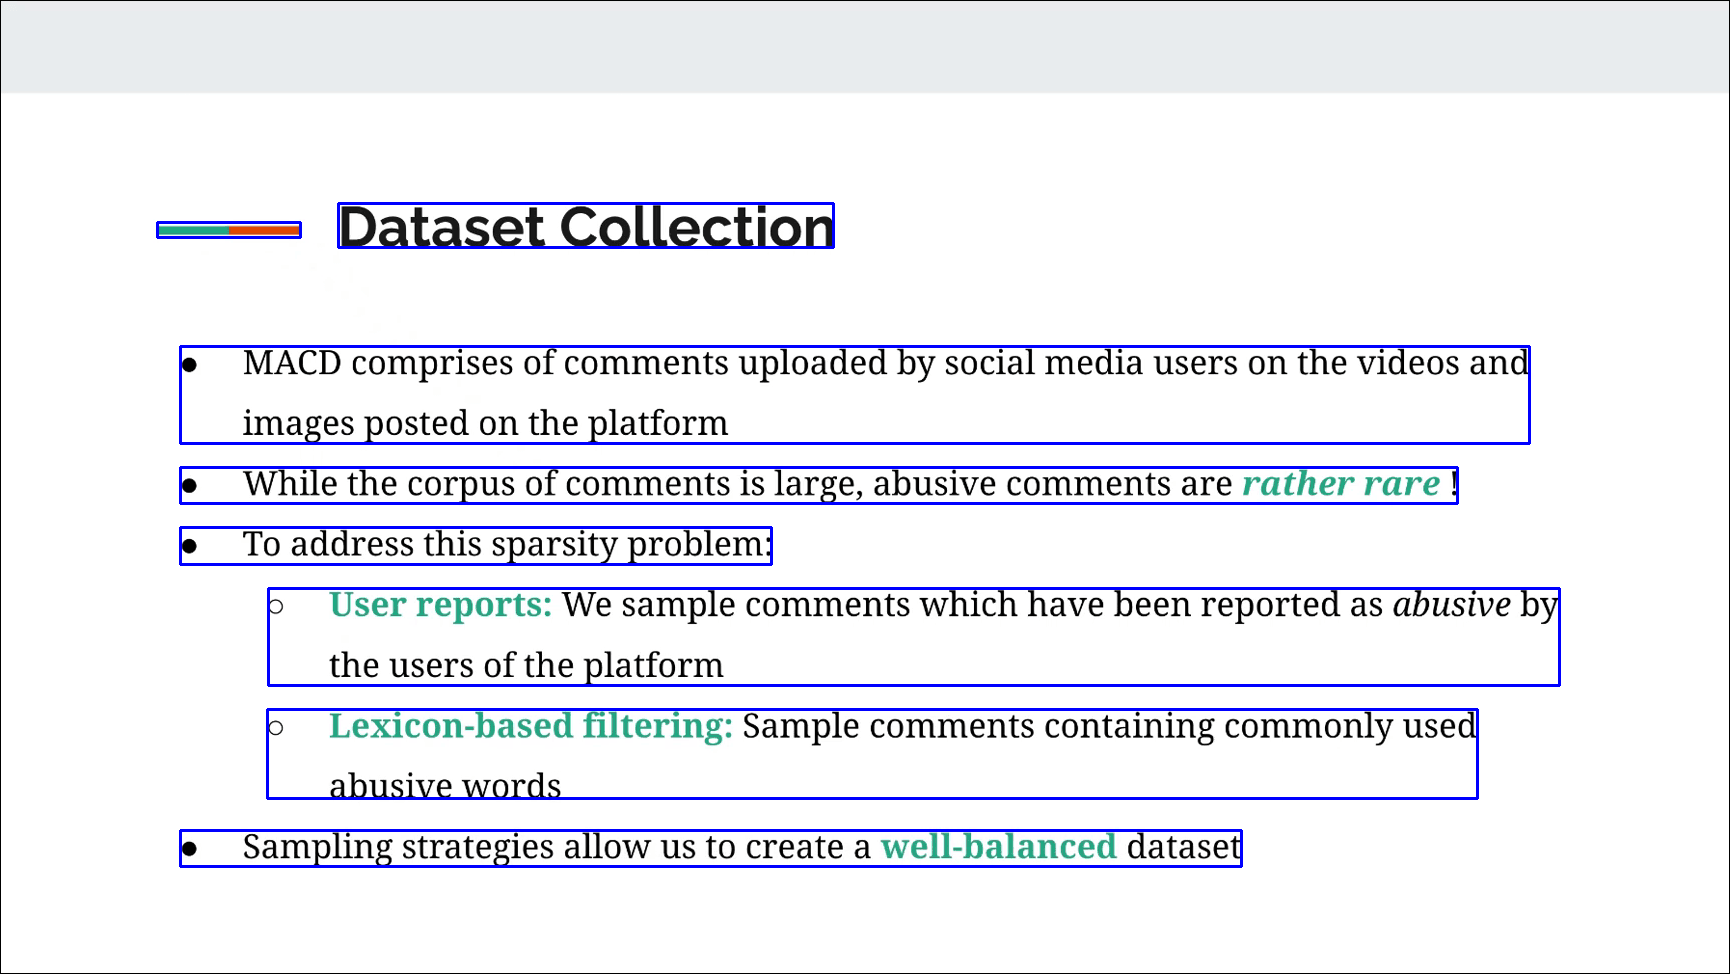 Dataset Collection
● MACD comprises of comments uploaded by social media users on the videos and
images posted on the platform
● While the corpus of comments is large, abusive comments are rather rare !
● To address this sparsity problem:
○ User reports: We sample comments which have been reported as abusive by
the users of the platform
○ Lexicon-based filtering: Sample comments containing commonly used
abusive words
● Sampling strategies allow us to create a well-balanced dataset